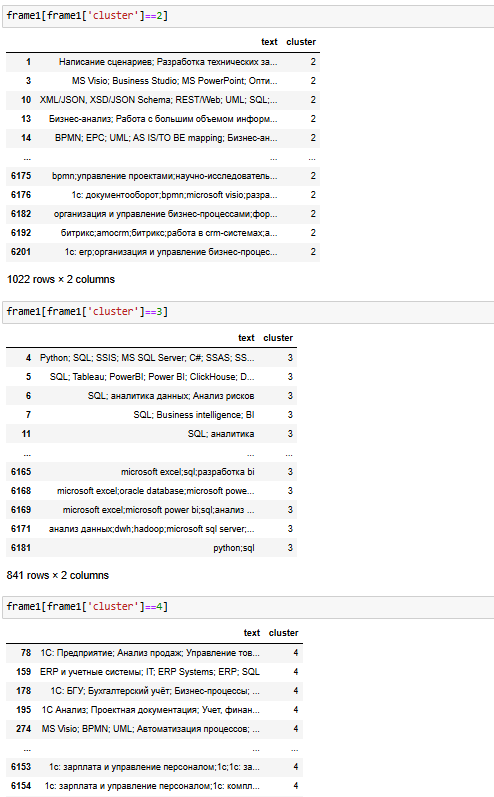 frame1[frame1['cluster']==2]
text cluster
1 Написание сценариев; Разработка технических за... 2
3 MS Visio; Business Studio; MS PowerPoint; Опти... 2
10 XML/JSON, XSD/JSON Schema; REST/Web; UML; SQL;... 2
13 Бизнес-анализ; Работа с большим объемом информ... 2
14 BPMN; EPC; UML; AS IS/TO BE mapping; Бизнес-ан... 2
... ... ...
6175 bpmn;управление проектами;научно-исследователь... 2
6176 1с: документооборот;bpmn;microsoft visio;разра... 2
6182 организация и управление бизнес-процессами;фор... 2
6192 битрикс;amocrm;битрикс;работа в crm-системах;а... 2
6201 1c: erp;организация и управление бизнес-процес... 2
1022 rows × 2 columns
frame1[frame1['cluster']==3]
text cluster
4 Python; SQL; SSIS; MS SQL Server; C#; SSAS; SS... 3
5 SQL; Tableau; PowerBI; Power BI; ClickHouse; D... 3
6 SQL; аналитика данных; Анализ рисков 3
7 SQL; Business intelligence; BI 3
11 SQL; аналитика 3
... ... ...
6165 microsoft excel;sql;разработка bi 3
6168 microsoft excel;oracle database;microsoft powe... 3
6169 microsoft excel;microsoft power bi;sql;анализ ... 3
6171 анализ данных;dwh;hadoop;microsoft sql server;... 3
6181 python;sql 3
841 rows × 2 columns
frame1[frame1['cluster']==4]
text cluster
78 1С: Предприятие; Анализ продаж; Управление тов... 4
159 ERP и учетные системы; IT; ERP Systems; ERP; SQL 4
178 1С: БГУ; Бухгалтерский учёт; Бизнес-процессы; ... 4
195 1С Анализ; Проектная документация; Учет, финан... 4
274 MS Visio; BPMN; UML; Автоматизация процессов; ... 4
... ... ...
6153 1с: зарплата и управление персоналом;1с;1с: за... 4
6154 1с: зарплата и управление персоналом;1с: компл... 4